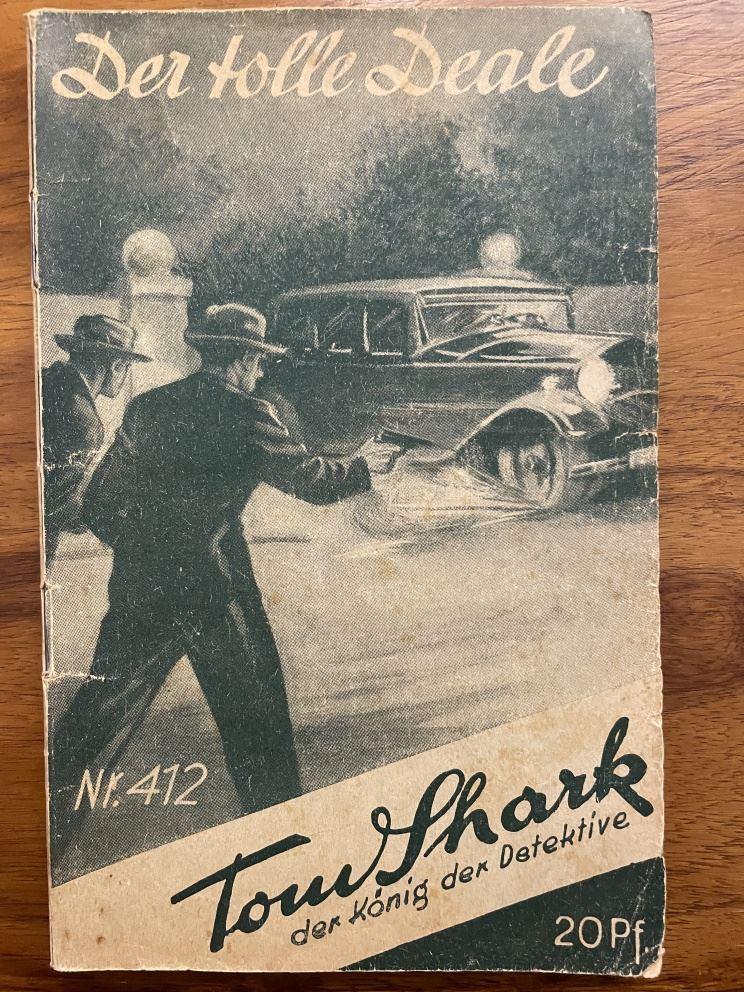 Der tolle Deale
Nr. 412
Tom Shark
der König der Detektive
20 Pf.